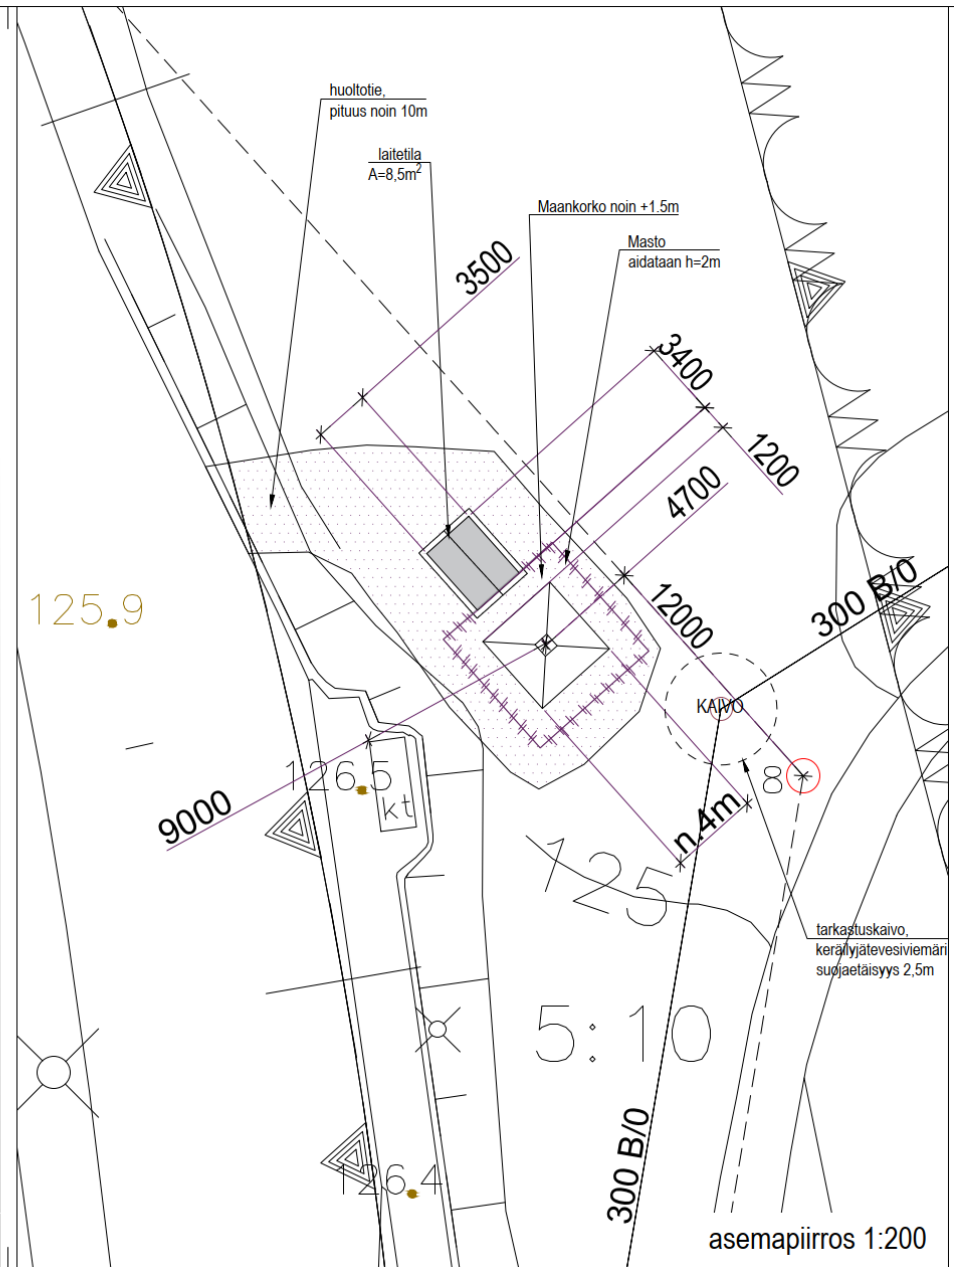 huoltotie,
pituus noin 10m
laitetila
A=8,5m²
Maankorko noin +1.5m
Masto
aidataan h=2m
3500
3400
1200
4700
12000
300 B/0
125.9
KAIVO
126.5
kt
9000
8
n.4m
125
tarkastuskaivo,
keräilyjätevesiviemäri
suojaetäisyys 2,5m
5:10
300 B/0
126.4
asemapiirros 1:200